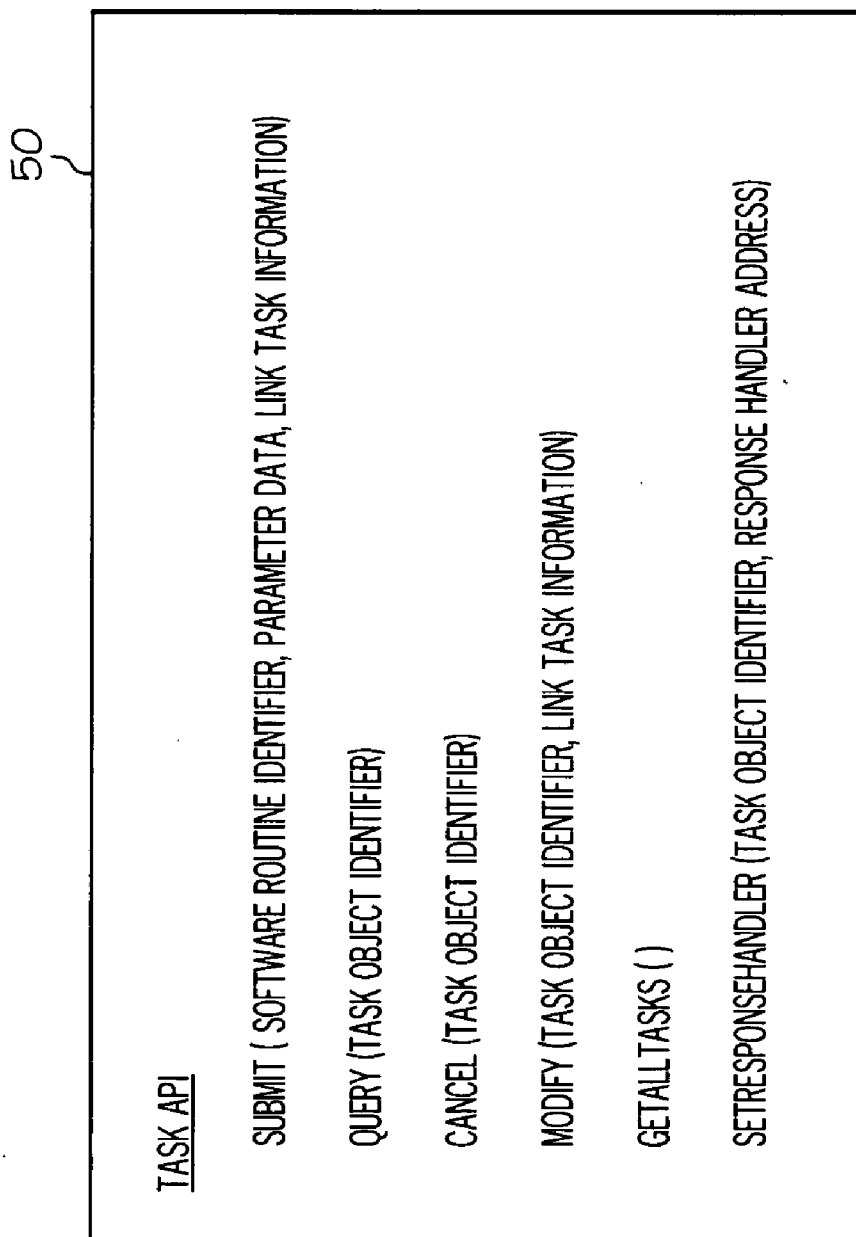 50
TASK API
SUBMIT ( SOFTWARE ROUTINE IDENTIFIER, PARAMETER DATA, LINK TASK INFORMATION)
QUERY (TASK OBJECT IDENTIFIER)
CANCEL (TASK OBJECT IDENTIFIER)
MODIFY (TASK OBJECT IDENTIFIER, LINK TASK INFORMATION)
GETALLTASKS ( )
SETRESPONSEHANDLER (TASK OBJECT IDENTIFIER, RESPONSE HANDLER ADDRESS)